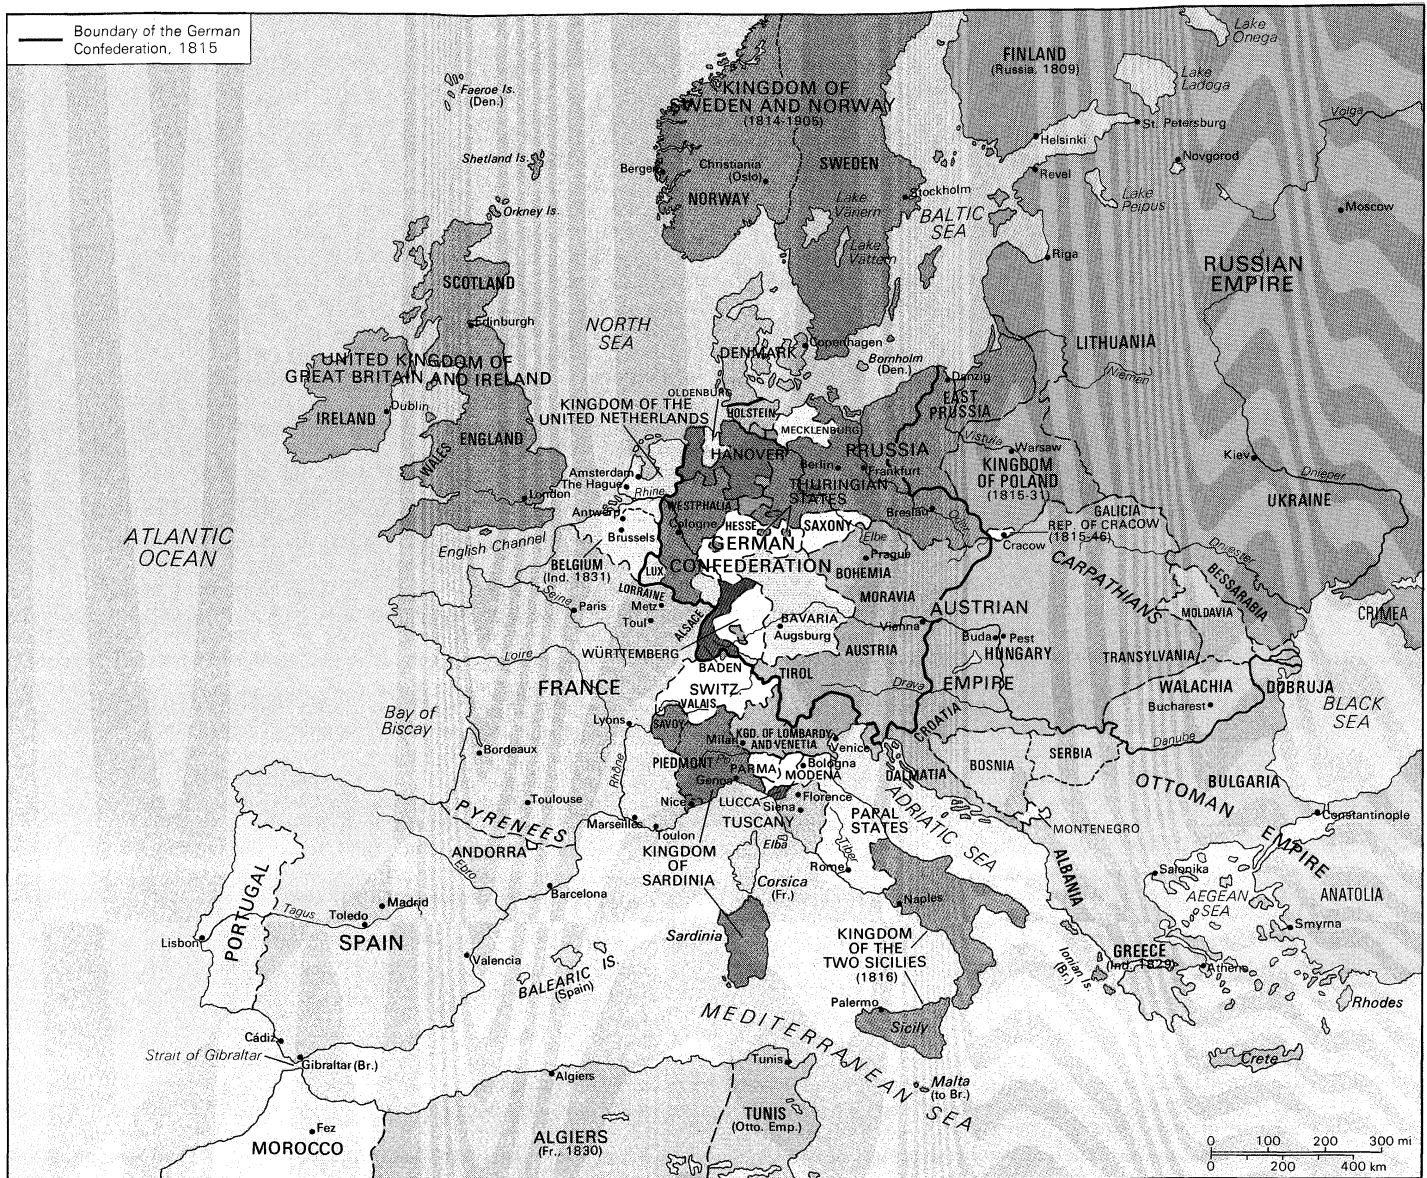 Boundary of the German
Confederation, 1815
Lake
Onega
FINLAND
(Russia, 1809)
Lake
Ladoga
Faeroe Is.
(Den.)
KINGDOM OF
SWEDEN AND NORWAY
(1814-1905)
Volga
St. Petersburg
Helsinki
Shetland Is.
Bergen
Christiania
(Oslo)
SWEDEN
Novgorod
Revel
NORWAY
Lake
Vänern
Stockholm
Lake
Peipus
Moscow
Orkney Is.
BALTIC
SEA
Lake
Vättern
Riga
RUSSIAN
EMPIRE
SCOTLAND
Edinburgh
NORTH
SEA
DENMARK
Copenhagen
Bornholm
(Den.)
LITHUANIA
Niemen
UNITED KINGDOM OF
GREAT BRITAIN AND IRELAND
Danzig
EAST
PRUSSIA
OLDENBURG
KINGDOM OF THE
UNITED NETHERLANDS
HOLSTEIN
MECKLENBURG
IRELAND
Dublin
ENGLAND
WALES
HANOVER
PRUSSIA
Vistula
Warsaw
KINGDOM
OF POLAND
(1815-31)
Kiev
Dnieper
Amsterdam
The Hague
Rhine
Berlin
Frankfurt
THURINGIAN
STATES
London
WESTPHALIA
Antwerp
Cologne
Brussels
Breslau
Oder
UKRAINE
GALICIA
REP. OF CRACOW
(1815-46)
Cracow
HESSE
SAXONY
Elbe
ATLANTIC
OCEAN
English Channel
GERMAN
CONFEDERATION
Prague
BOHEMIA
Dniester
BELGIUM
(Ind. 1831)
LUX
LORRAINE
MORAVIA
CARPATHIANS
BESSARABIA
Seine
Paris
Metz
Toul
ALSACE
BAVARIA
Augsburg
Vienna
AUSTRIAN
MOLDAVIA
CRIMEA
Buda
Pest
HUNGARY
Loire
WÜRTTEMBERG
BADEN
AUSTRIA
TRANSYLVANIA
TIROL
FRANCE
SWITZ.
VALAIS
Drava
EMPIRE
WALACHIA
DOBRUJA
Bucharest
BLACK
SEA
Bay of
Biscay
Lyons
SAVOY
Milan
KGD. OF LOMBARDY
AND VENETIA
Venice
CROATIA
Danube
Bordeaux
Rhône
PIEDMONT
PARMA
Bologna
MODENA
DALMATIA
BOSNIA
SERBIA
Genoa
OTTOMAN
BULGARIA
Toulouse
Nice
LUCCA
Siena
Florence
TUSCANY
ADRIATIC SEA
PAPAL
STATES
PYRENEES
Marseilles
Toulon
MONTENEGRO
Constantinople
EMPIRE
ANDORRA
KINGDOM
OF
SARDINIA
Elba
Tiber
Rome
ALBANIA
Ebro
Barcelona
Corsica
(Fr.)
Salonika
AEGEAN
SEA
ANATOLIA
PORTUGAL
Tagus
Toledo
Madrid
Naples
Lisbon
SPAIN
Sardinia
KINGDOM
OF THE
TWO SICILIES
(1816)
Smyrna
Valencia
GREECE
(Ind. 1829)
Athens
Ionian Is.
(Br.)
BALEARIC IS.
(Spain)
Palermo
Sicily
Rhodes
MEDITERRANEAN SEA
Cádiz
Strait of Gibraltar
Gibraltar (Br.)
Crete
Algiers
Tunis
Malta
(to Br.)
Fez
MOROCCO
ALGIERS
(Fr., 1830)
TUNIS
(Otto. Emp.)
0 100 200 300 mi
0 200 400 km